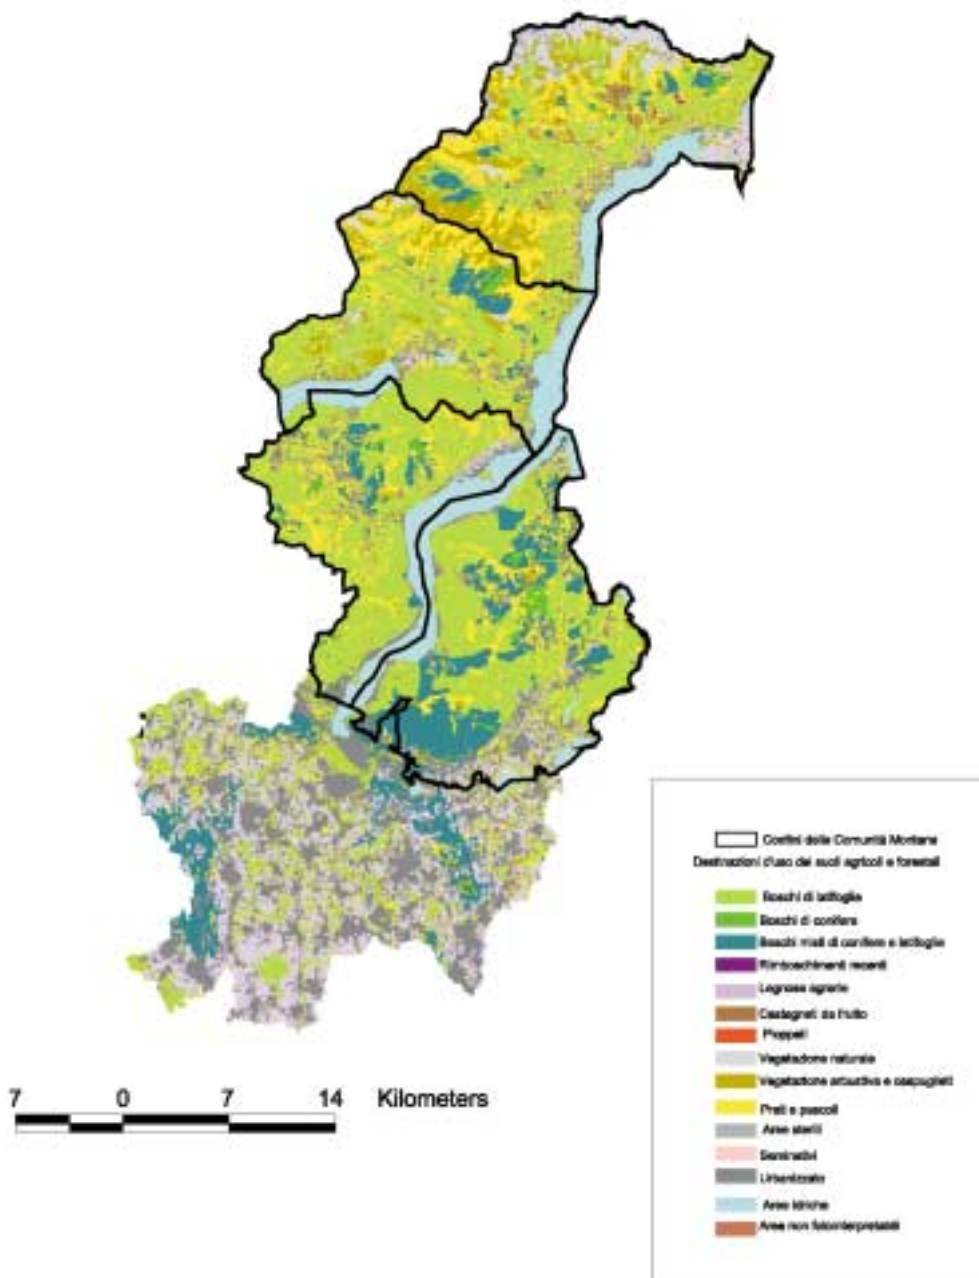 7 0 7 14 Kilometers
Confini delle Comunità Montane
Destinazioni d'uso dei suoli agricoli e forestali
Boschi di latifoglie
Boschi di conifere
Boschi misti di conifere e latifoglie
Rimboschimenti recenti
Legnose agrarie
Castagneti da frutto
Pioppeti
Vegetazione naturale
Vegetazione arbustiva e cespuglieti
Prati e pascoli
Aree sterili
Seminativi
Urbanizzato
Aree idriche
Aree non fotointerpretabili